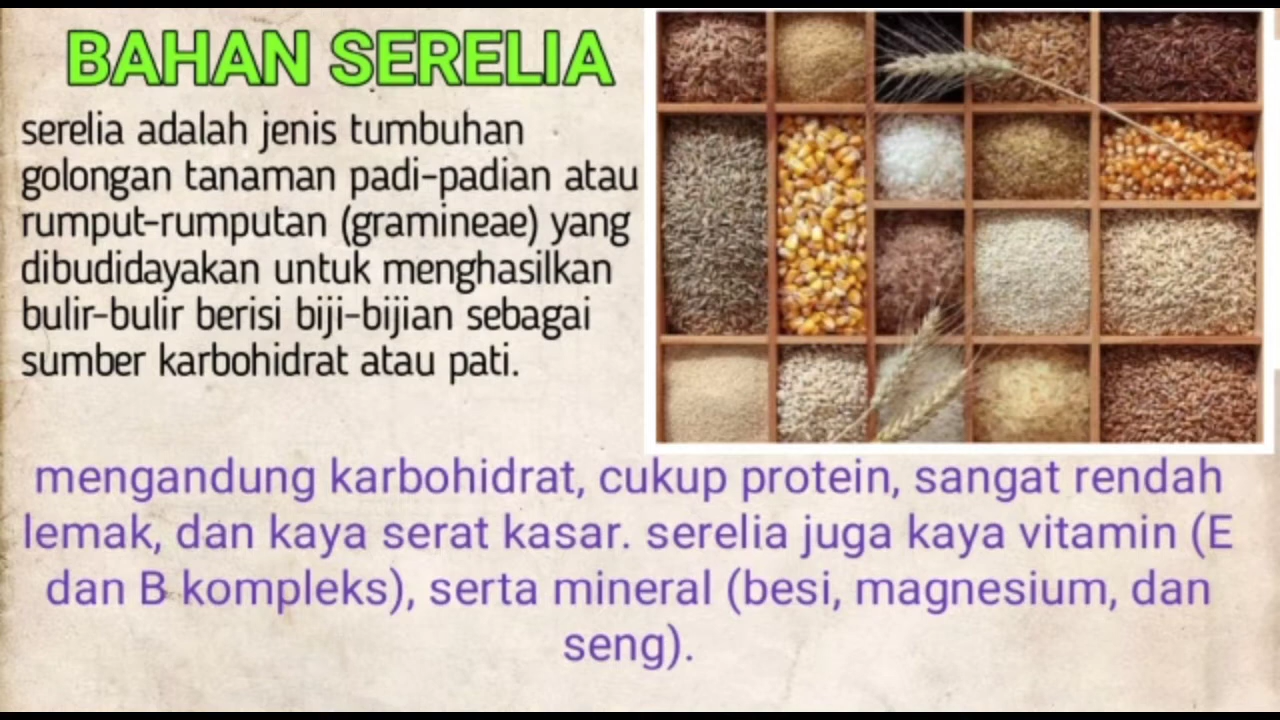 BAHAN SERELIA
serelia adalah jenis tumbuhan
golongan tanaman padi-padian atau
rumput-rumputan (gramineae) yang
dibudidayakan untuk menghasilkan
bulir-bulir berisi biji-bijian sebagai
sumber karbohidrat atau pati.
mengandung karbohidrat, cukup protein, sangat rendah
lemak, dan kaya serat kasar. serelia juga kaya vitamin (E
dan B kompleks), serta mineral (besi, magnesium, dan
seng).